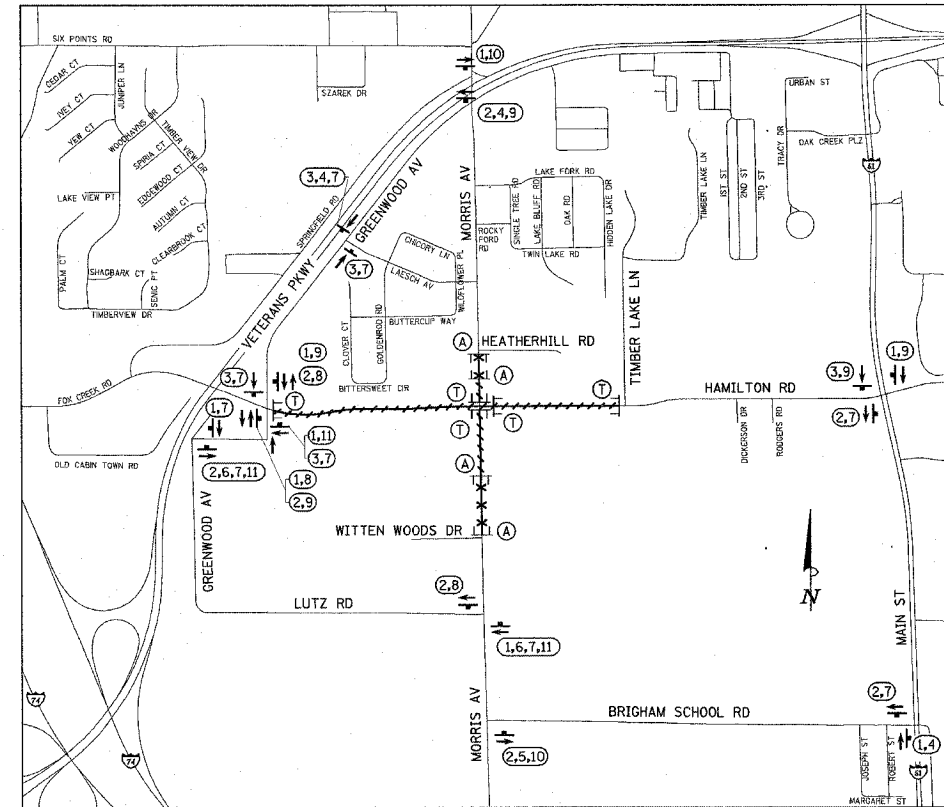 SIX POINTS RD
CEDAR CT
JUNIPER LN
IVEY CT
YEW CT
WOODHAVNS DR
TIMBER VIEW DR
SPIRIA CT
EDGEWOOD CT
LAKE VIEW PT
AUTUMN CT
CLEARBROOK CT
PALM CT
SHAGBARK CT
SENIC PT
TIMBERVIEW DR
SZAREK DR
1,10
2,4,9
3,4,7
SPRINGFIELD RD
GREENWOOD AV
3,7
VETERANS PKWY
MORRIS AV
CHICORY LN
LAESCH AV
WILDFLOWER PL
BUTTERCUP WAY
CLOVER CT
GOLDENROD RD
BITTERSWEET CIR
LAKE FORK RD
SINGLE TREE RD
LAKE BLUFF RD
OAK RD
HIDDEN LAKE DR
ROCKY
FORD
RD
TWIN LAKE RD
TIMBER LAKE LN
1ST ST
2ND ST
3RD ST
TRACY DR
URBAN ST
OAK CREEK PLZ
51
TIMBER LAKE LN
A
HEATHERHILL RD
A
1,9
2,8
3,7
FOX CREEK RD
T
T
T
HAMILTON RD
3,9
1,9
2,7
DICKERSON DR
RODGERS RD
OLD CABIN TOWN RD
1,7
2,6,7,11
1,11
3,7
1,8
2,9
T
T
A
GREENWOOD AV
WITTEN WOODS DR
A
N
LUTZ RD
2,8
1,6,7,11
MAIN ST
74
74
MORRIS AV
BRIGHAM SCHOOL RD
2,7
2,5,10
1,4
JOSEPH ST
ROBERT ST
51
MARGARET ST